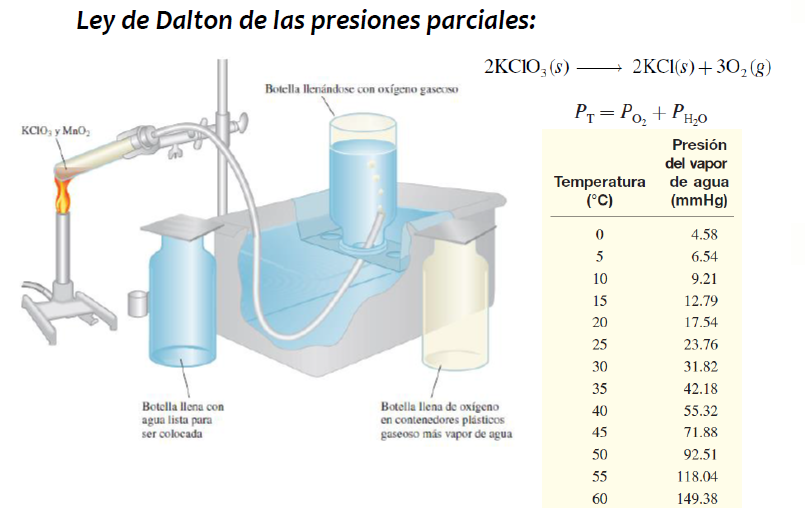 Ley de Dalton de las presiones parciales:
2KClO₃(s) ⟶ 2KCl(s) + 3O₂(g)
Botella llenándose con oxígeno gaseoso
P_T = P_O₂ + P_H₂O
KClO₃ y MnO₂
Presión
del vapor
Temperatura de agua
(°C) (mmHg)
0 4.58
5 6.54
10 9.21
15 12.79
20 17.54
25 23.76
30 31.82
35 42.18
40 55.32
45 71.88
50 92.51
55 118.04
60 149.38
Botella llena con
agua lista para
ser colocada
Botella llena de oxígeno
en contenedores plásticos
gaseoso más vapor de agua